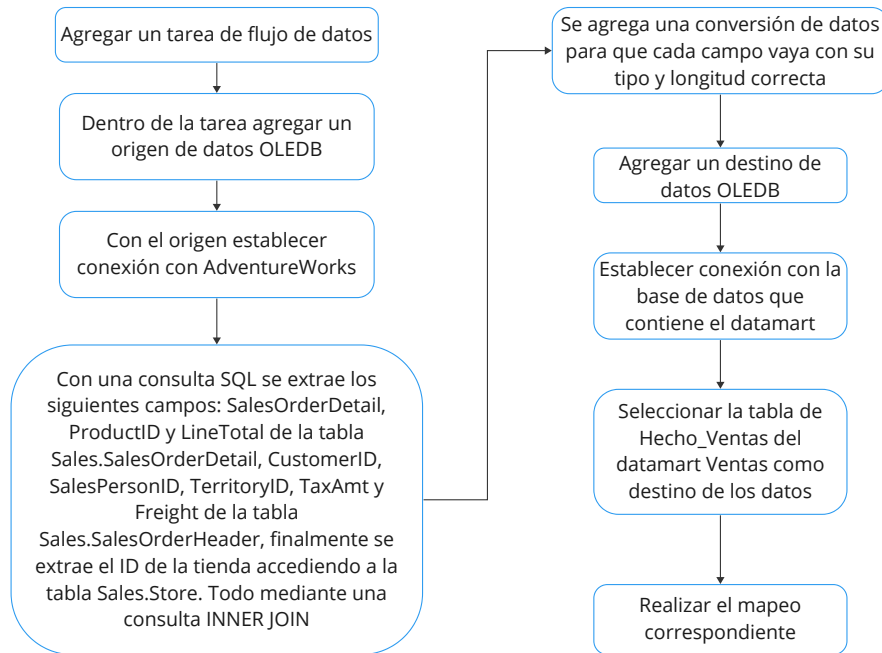 Agregar un tarea de flujo de datos
Dentro de la tarea agregar un
origen de datos OLEDB
Con el origen establecer
conexión con AdventureWorks
Con una consulta SQL se extrae los
siguientes campos: SalesOrderDetail,
ProductID y LineTotal de la tabla
Sales.SalesOrderDetail, CustomerID,
SalesPersonID, TerritoryID, TaxAmt y
Freight de la tabla
Sales.SalesOrderHeader, finalmente se
extrae el ID de la tienda accediendo a la
tabla Sales.Store. Todo mediante una
consulta INNER JOIN
Se agrega una conversión de datos
para que cada campo vaya con su
tipo y longitud correcta
Agregar un destino de
datos OLEDB
Establecer conexión con la
base de datos que
contiene el datamart
Seleccionar la tabla de
Hecho_Ventas del
datamart Ventas como
destino de los datos
Realizar el mapeo
correspondiente